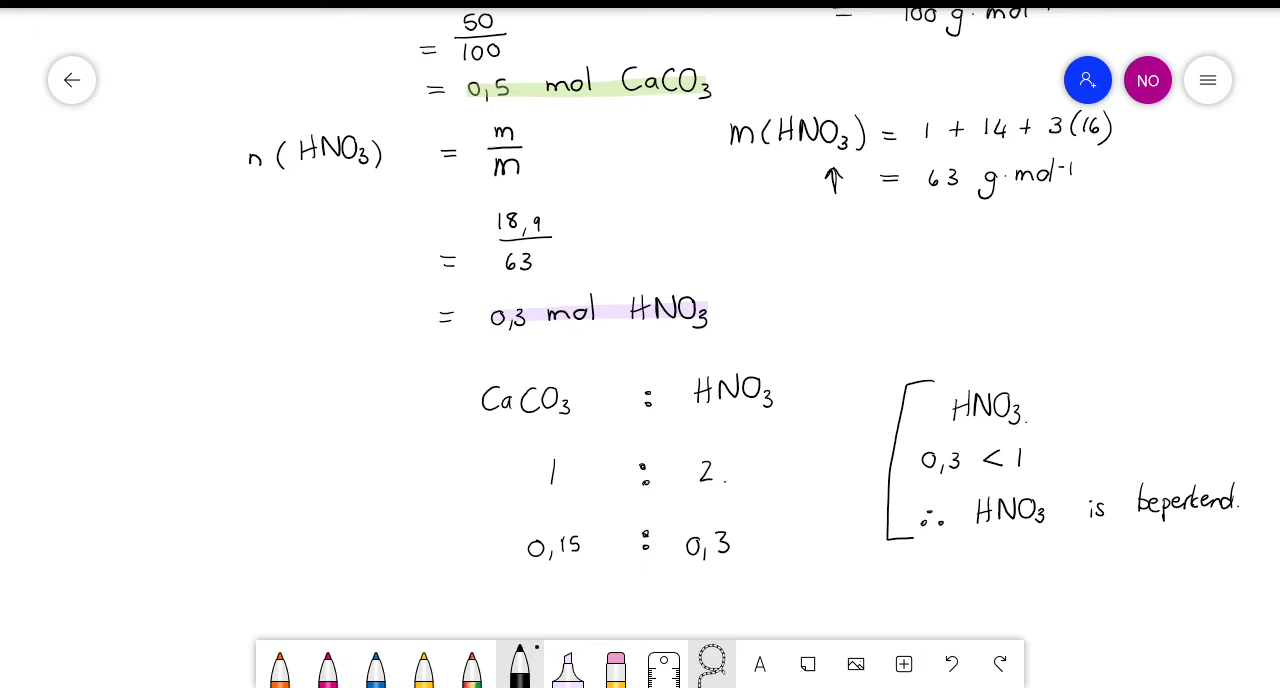 50
= 100 g · mol
= 100
= 0,5 mol CaCO3
n(HNO3) = m
m
m(HNO3) = 1 + 14 + 3(16)
↑ = 63 g · mol-1
18,9
= 63
= 0,3 mol HNO3
CaCO3 : HNO3
1 : 2.
0,15 : 0,3
HNO3.
0,3 < 1
∴ HNO3 is beperkend.
NO
A